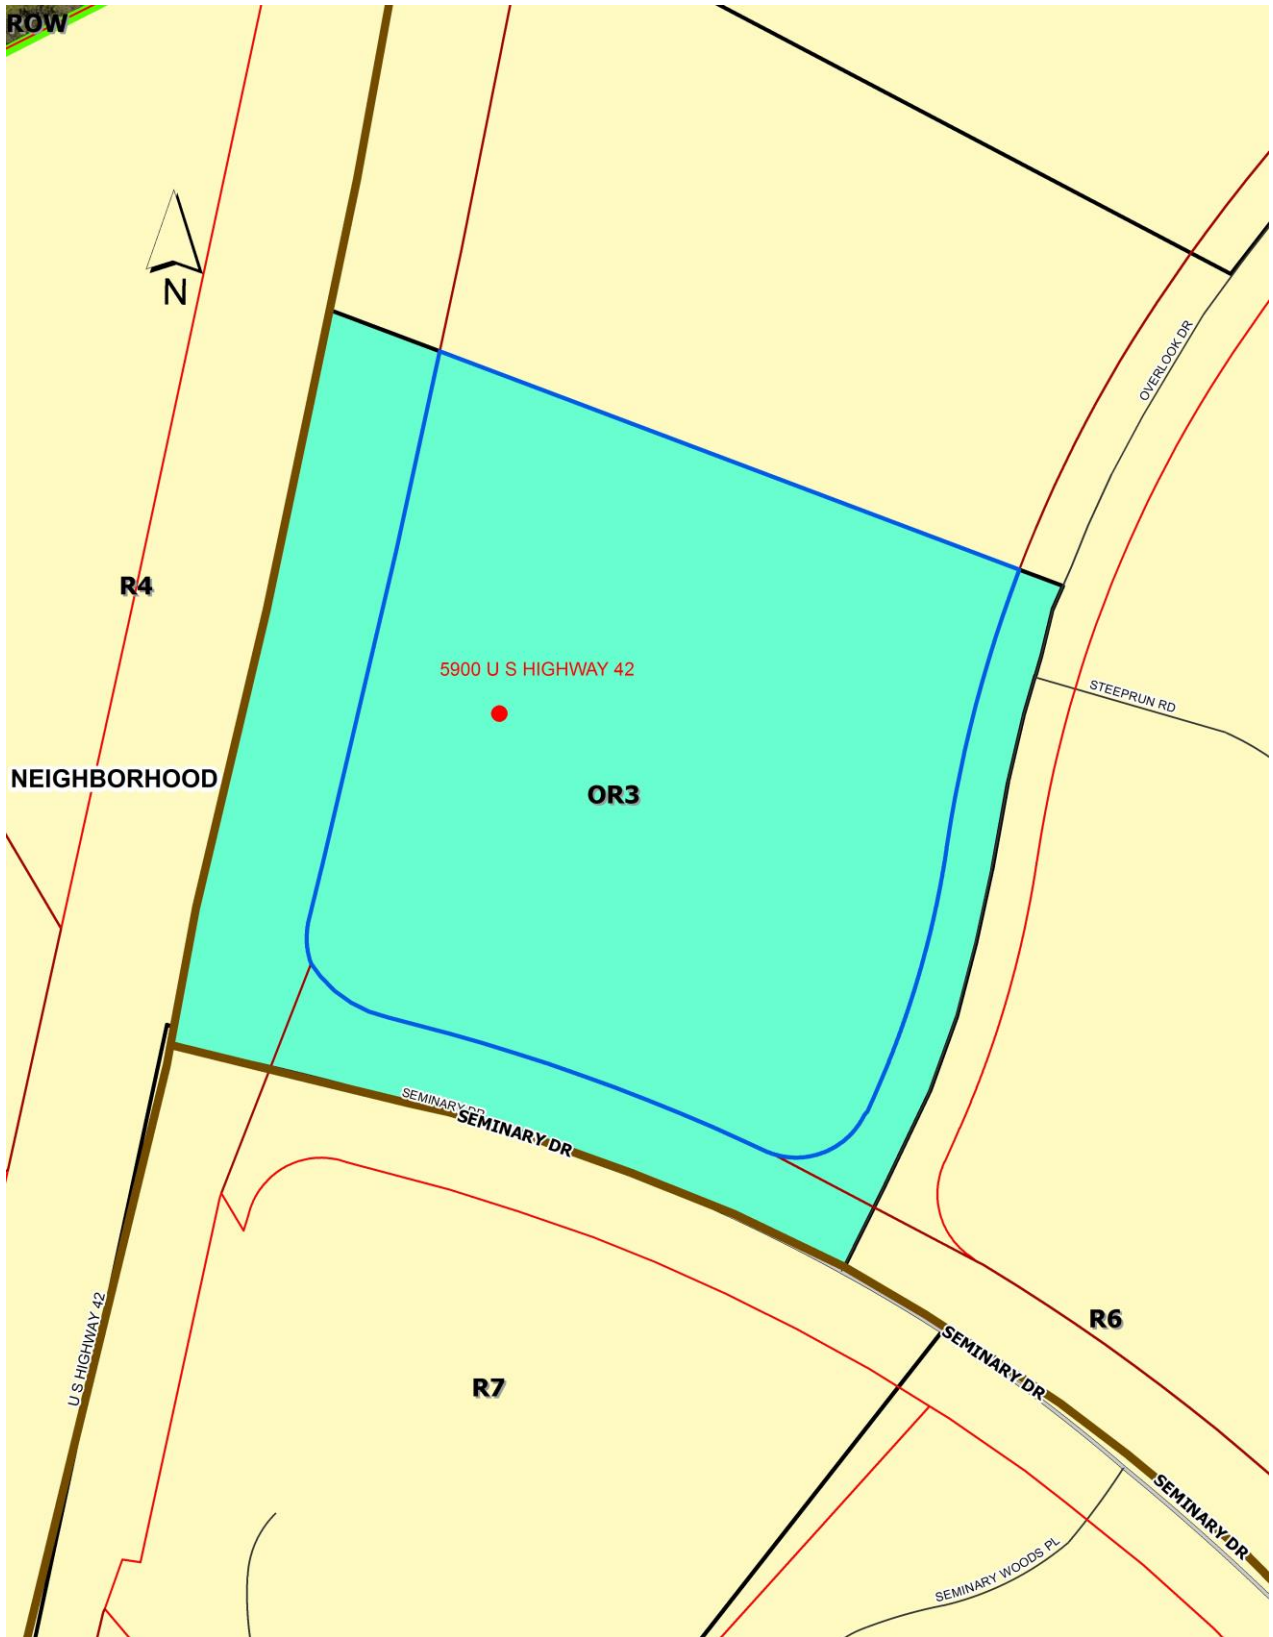 ROW
N
OVERLOOK DR
R4
5900 U S HIGHWAY 42
STEEPRUN RD
NEIGHBORHOOD
OR3
SEMINARY DR
SEMINARY DR
R6
SEMINARY DR
U S HIGHWAY 42
R7
SEMINARY DR
SEMINARY WOODS PL